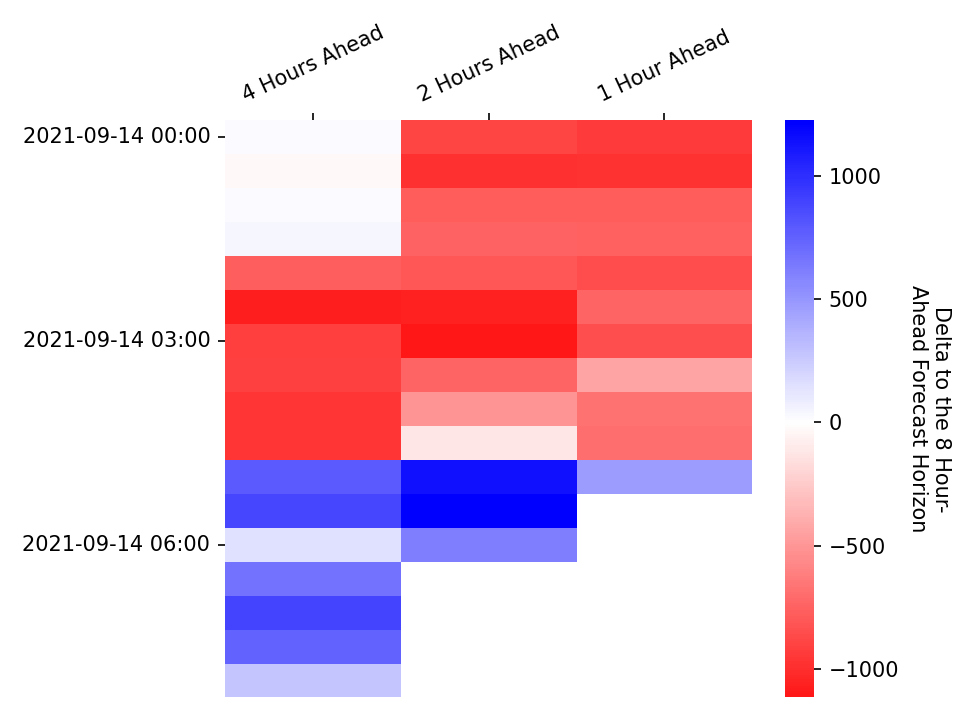 4 Hours Ahead
2 Hours Ahead
1 Hour Ahead
2021-09-14 00:00
2021-09-14 03:00
2021-09-14 06:00
1000
500
0
−500
−1000
Delta to the 8 Hour-
Ahead Forecast Horizon